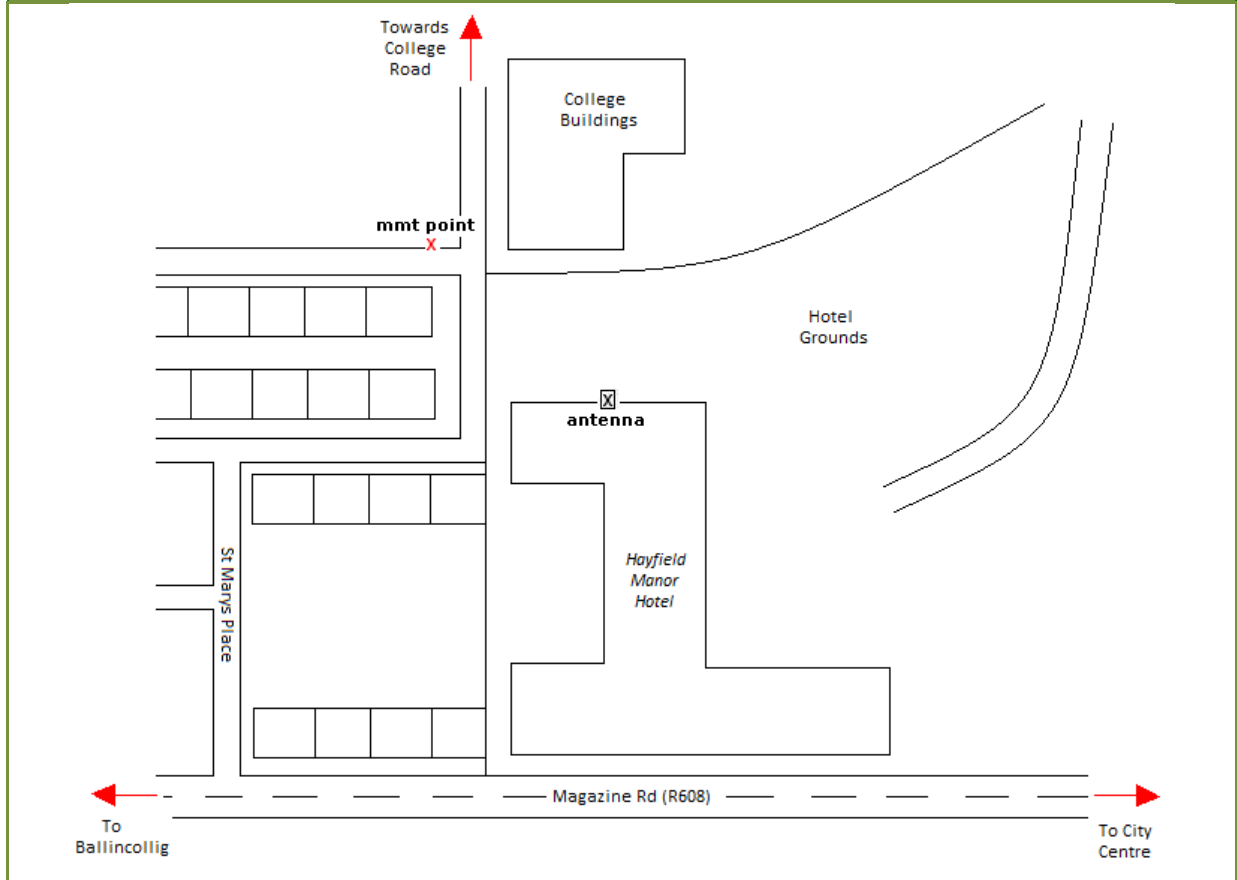 Towards
College
Road
College
Buildings
mmt point
X
Hotel
Grounds
X
antenna
Hayfield
Manor
Hotel
St Marys Place
Magazine Rd (R608)
To
Ballincollig
To City
Centre